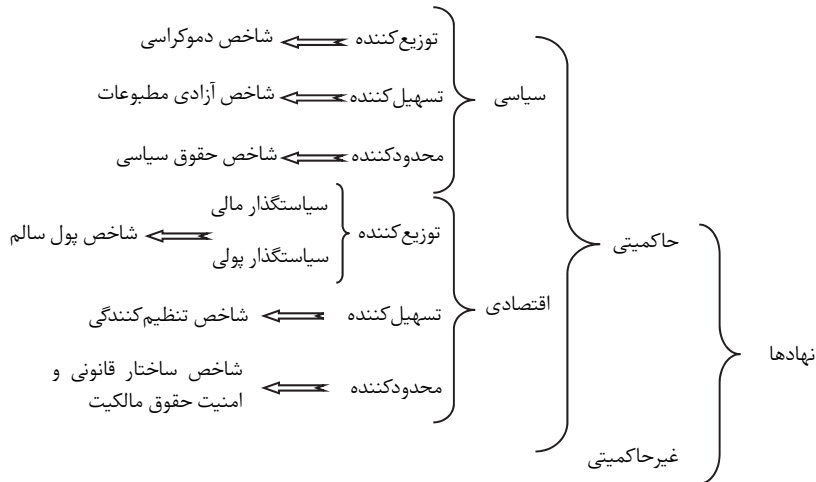 توزیع‌کننده شاخص دموکراسی
سیاسی تسهیل‌کننده شاخص آزادی مطبوعات
محدودکننده شاخص حقوق سیاسی
سیاستگذار مالی
توزیع‌کننده شاخص پول سالم
سیاستگذار پولی
حاکمیتی
اقتصادی تسهیل‌کننده شاخص تنظیم‌کنندگی
نهادها
شاخص ساختار قانونی و
محدودکننده
امنیت حقوق مالکیت
غیرحاکمیتی